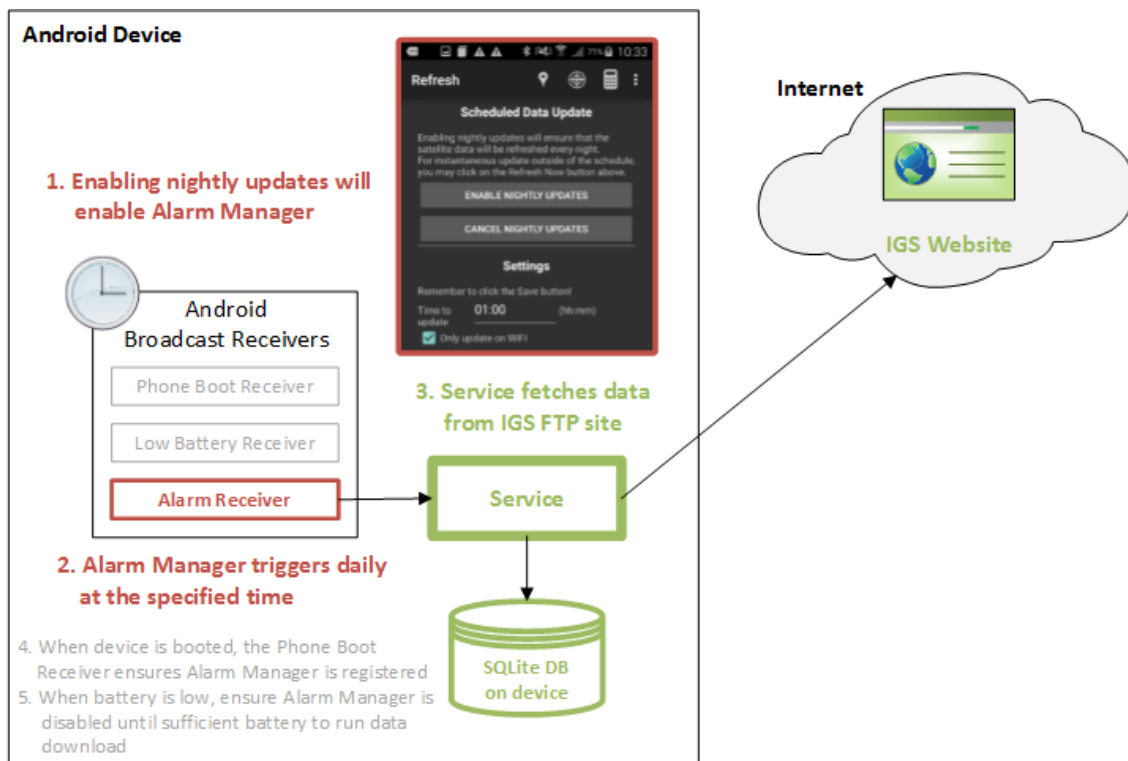 Android Device
10:33
Refresh
Scheduled Data Update
Enabling nightly updates will ensure that the
satellite data will be refreshed every night.
For instantaneous update outside of the schedule,
you may click on the Refresh Now button above.
ENABLE NIGHTLY UPDATES
CANCEL NIGHTLY UPDATES
Settings
Remember to click the Save button!
Time to
update
01:00
(hh:mm)
Only update on WiFi
Internet
IGS Website
1. Enabling nightly updates will
enable Alarm Manager
Android
Broadcast Receivers
Phone Boot Receiver
Low Battery Receiver
Alarm Receiver
2. Alarm Manager triggers daily
at the specified time
3. Service fetches data
from IGS FTP site
Service
SQLite DB
on device
4. When device is booted, the Phone Boot
Receiver ensures Alarm Manager is registered
5. When battery is low, ensure Alarm Manager is
disabled until sufficient battery to run data
download